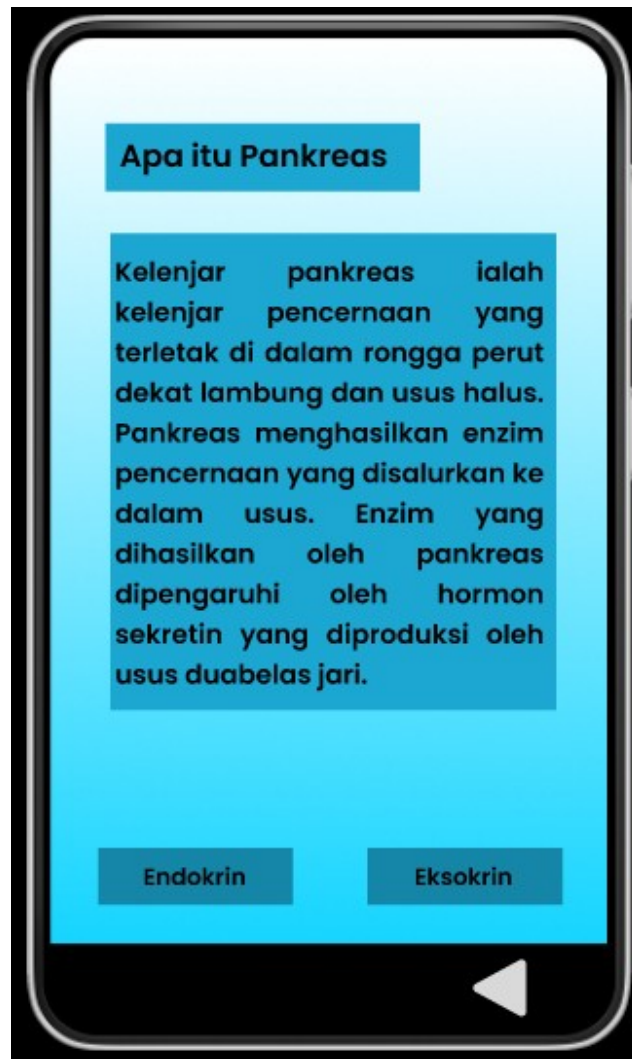 Apa itu Pankreas
Kelenjar pankreas ialah
kelenjar pencernaan yang
terletak di dalam rongga perut
dekat lambung dan usus halus.
Pankreas menghasilkan enzim
pencernaan yang disalurkan ke
dalam usus. Enzim yang
dihasilkan oleh pankreas
dipengaruhi oleh hormon
sekretin yang diproduksi oleh
usus duabelas jari.
Endokrin
Eksokrin